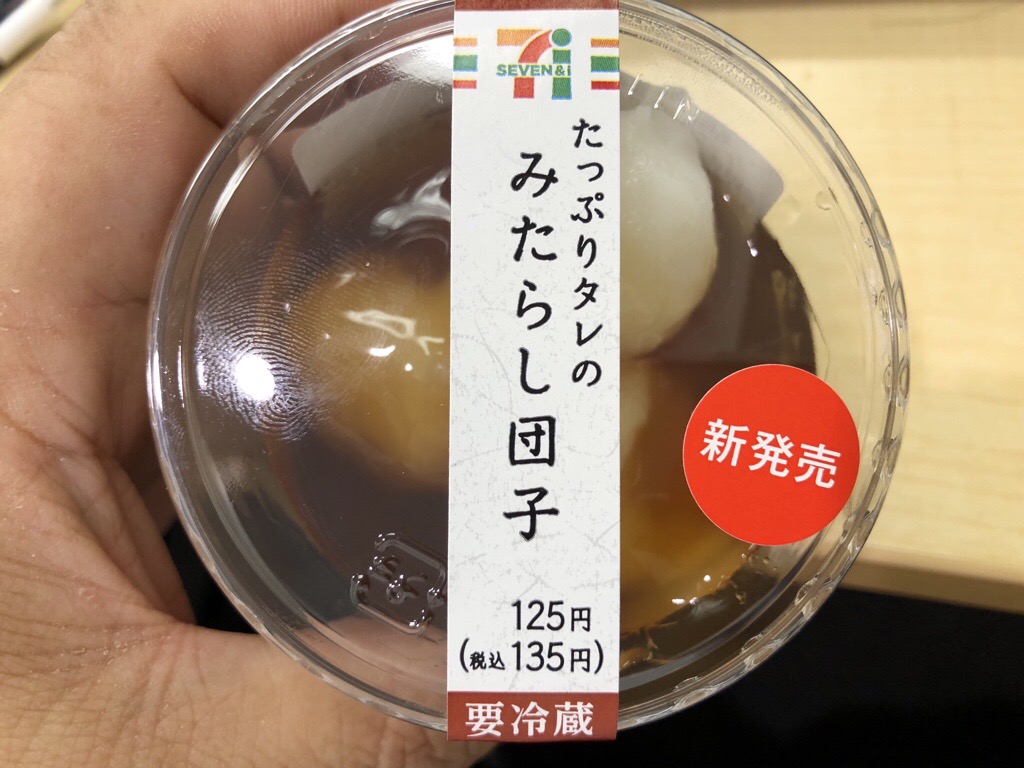 SEVEN&i
たっぷりタレの
みたらし団子
新発売
125円
(税込135円)
要冷蔵